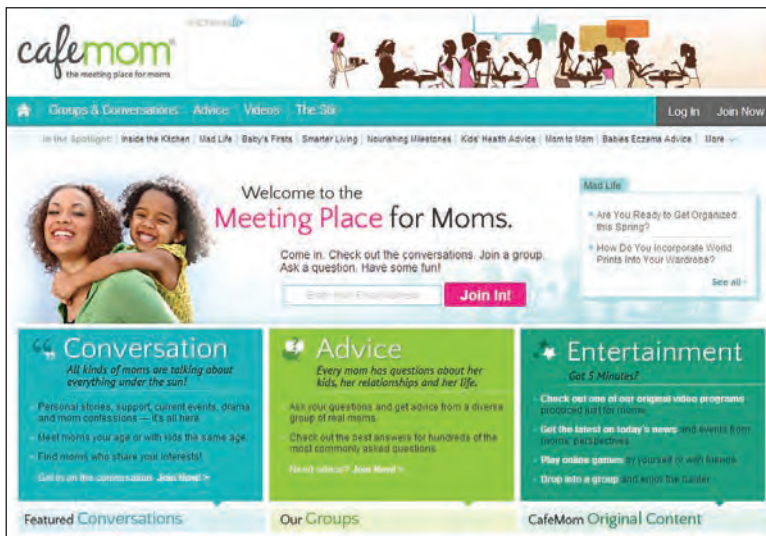 cafemom
the meeting place for moms
Groups & Conversations Advice Videos The Stir Log In Join Now
In the Spotlight: Inside the Kitchen Mad Life Baby's Firsts Smarter Living Nourishing Milestones Kids' Health Advice Mom to Mom Babies Eczema Advice More
Welcome to the
Meeting Place for Moms.
Come in. Check out the conversations. Join a group.
Ask a question. Have some fun!
Join In!
Mad Life
Are You Ready to Get Organized
this Spring?
How Do You Incorporate World
Prints Into Your Wardrobe?
See all
Conversation
All kinds of moms are talking about
everything under the sun!
Personal stories, support, current events, drama
and mom confessions — it's all here.
Meet moms your age or with kids the same age.
Find moms who share your interests!
Get in on the conversation. Join Now! >
Advice
Every mom has questions about her
kids, her relationships and her life.
Ask your questions and get advice from a diverse
group of real moms.
Check out the best answers for hundreds of the
most commonly asked questions.
Need advice? Join Now! >
Entertainment
Got 5 Minutes?
Check out one of our original video programs
produced just for moms.
Get the latest on today's news and events from
moms' perspectives.
Play online games by yourself or with friends.
Drop into a group and enjoy the banter.
Featured Conversations
Our Groups
CafeMom Original Content